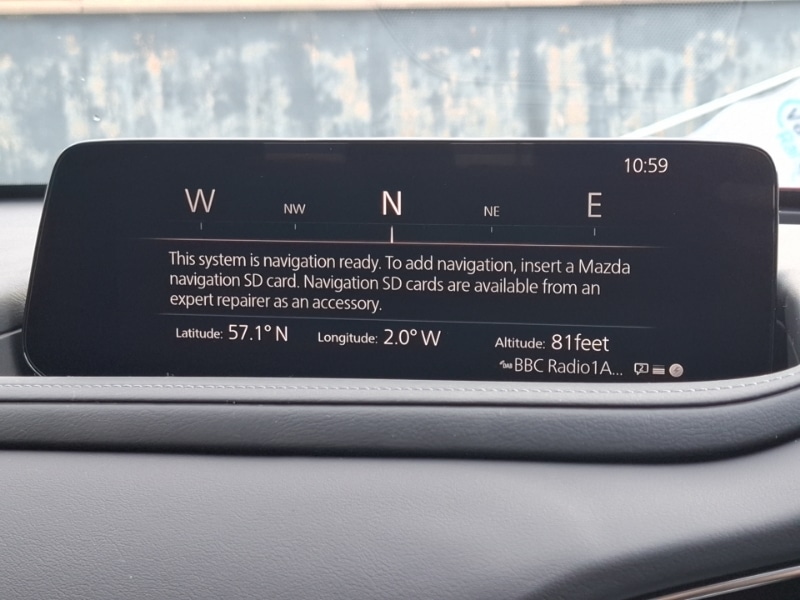 10:59
W NW N NE E
This system is navigation ready. To add navigation, insert a Mazda
navigation SD card. Navigation SD cards are available from an
expert repairer as an accessory.
Latitude: 57.1° N Longitude: 2.0° W Altitude: 81feet
DAB BBC Radio1A...